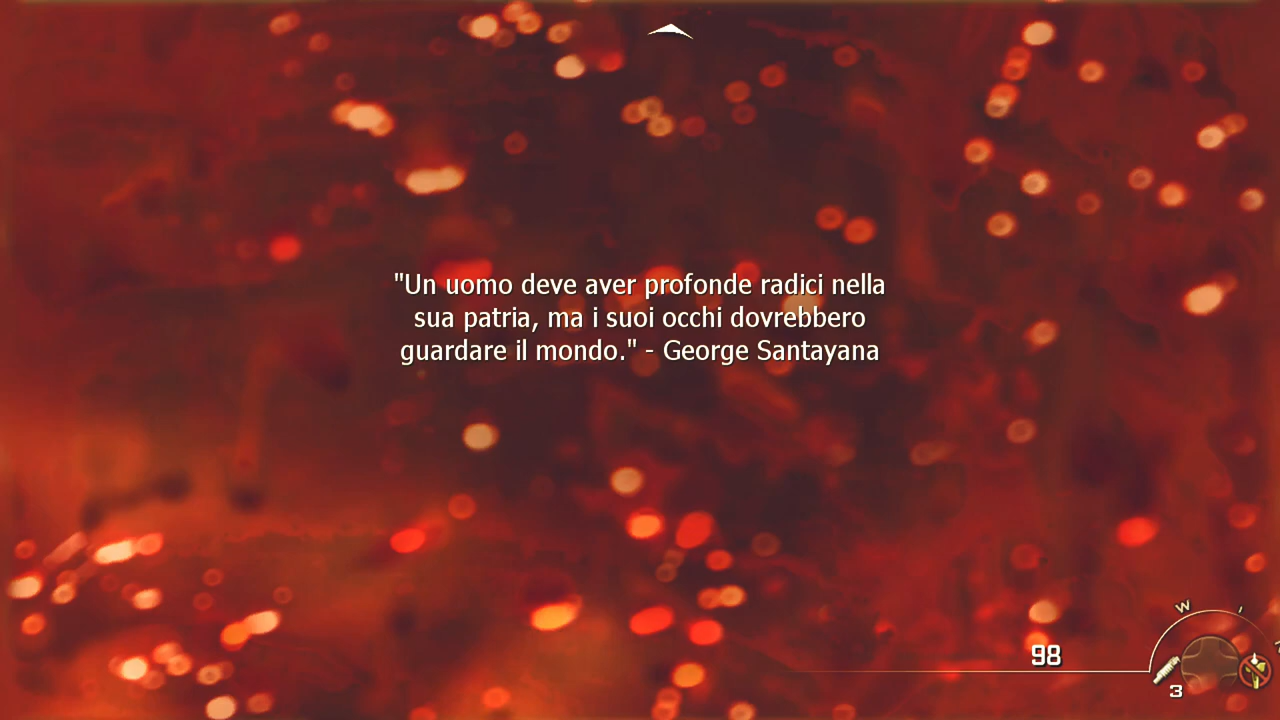 "Un uomo deve aver profonde radici nella
sua patria, ma i suoi occhi dovrebbero
guardare il mondo." - George Santayana
W
98
3